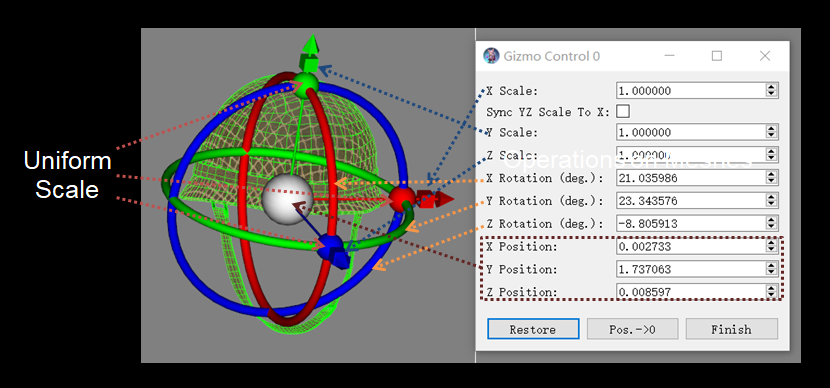 Gizmo Control 0
X Scale:
1.000000
Sync YZ Scale To X:
Y Scale:
1.000000
Z Scale:
1.000000
X Rotation (deg.):
21.035986
Y Rotation (deg.):
23.343576
Z Rotation (deg.):
-8.805913
X Position:
0.002733
Y Position:
1.737063
Z Position:
0.008597
Restore
Pos.->0
Finish
Uniform
Scale
Operations